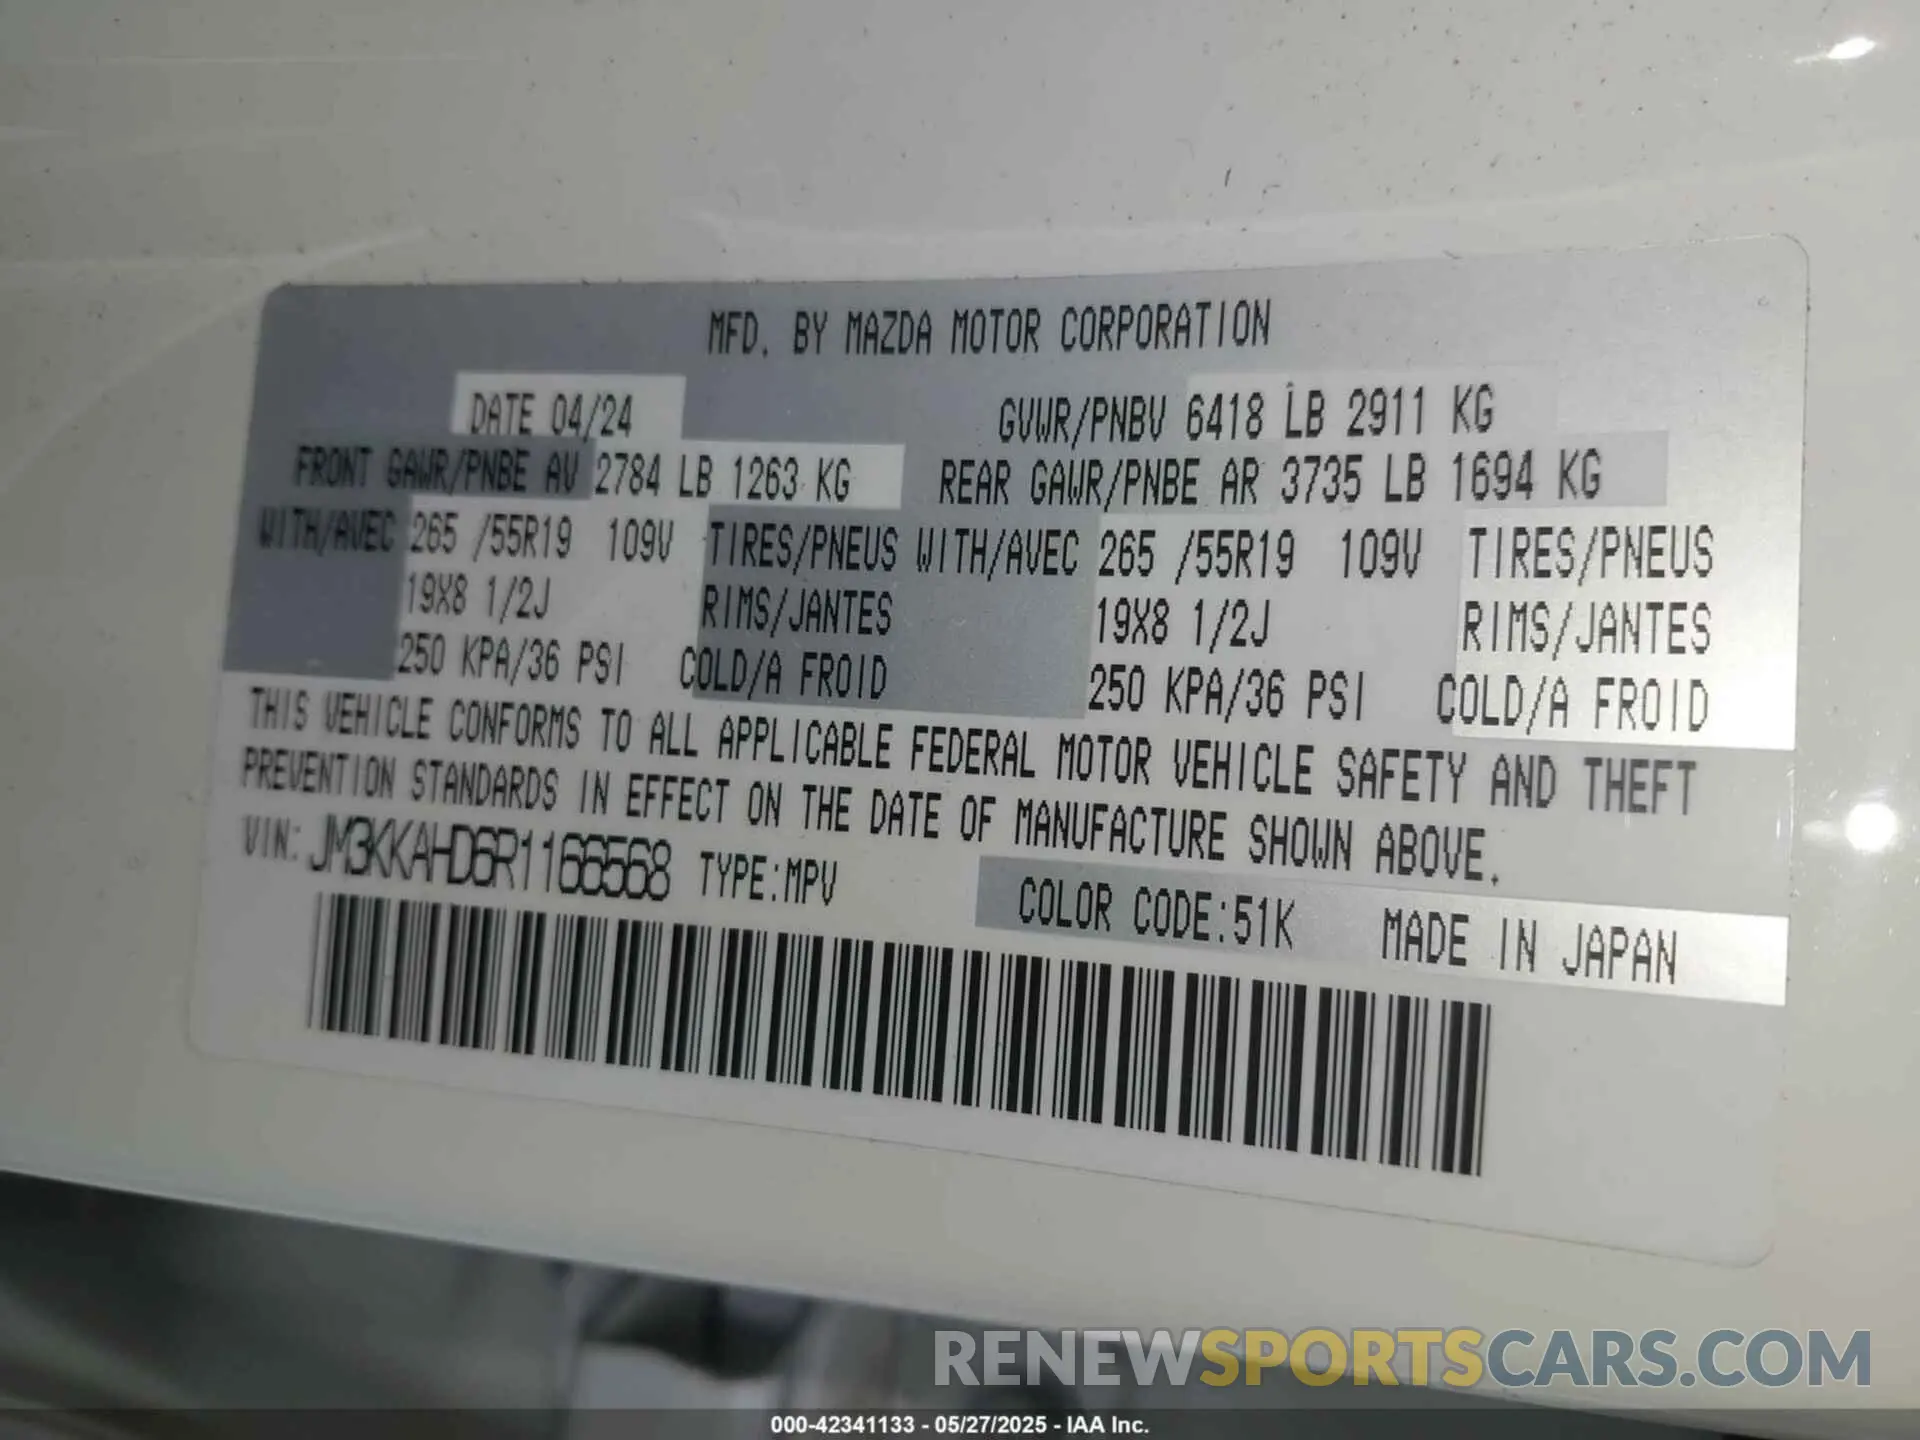 MFD. BY MAZDA MOTOR CORPORATION
DATE 04/24 GVWR/PNBV 6418 LB 2911 KG
FRONT GAWR/PNBE AV 2784 LB 1263 KG REAR GAWR/PNBE AR 3735 LB 1694 KG
WITH/AVEC 265 /55R19 109V TIRES/PNEUS WITH/AVEC 265 /55R19 109V TIRES/PNEUS
19X8 1/2J RIMS/JANTES 19X8 1/2J RIMS/JANTES
250 KPA/36 PSI COLD/A FROID 250 KPA/36 PSI COLD/A FROID
THIS VEHICLE CONFORMS TO ALL APPLICABLE FEDERAL MOTOR VEHICLE SAFETY AND THEFT
PREVENTION STANDARDS IN EFFECT ON THE DATE OF MANUFACTURE SHOWN ABOVE.
VIN: JM3KKAHD6R1166568 TYPE:MPV
COLOR CODE:51K MADE IN JAPAN
RENEWSPORTSCARS.COM
000-42341133 - 05/27/2025 - IAA Inc.